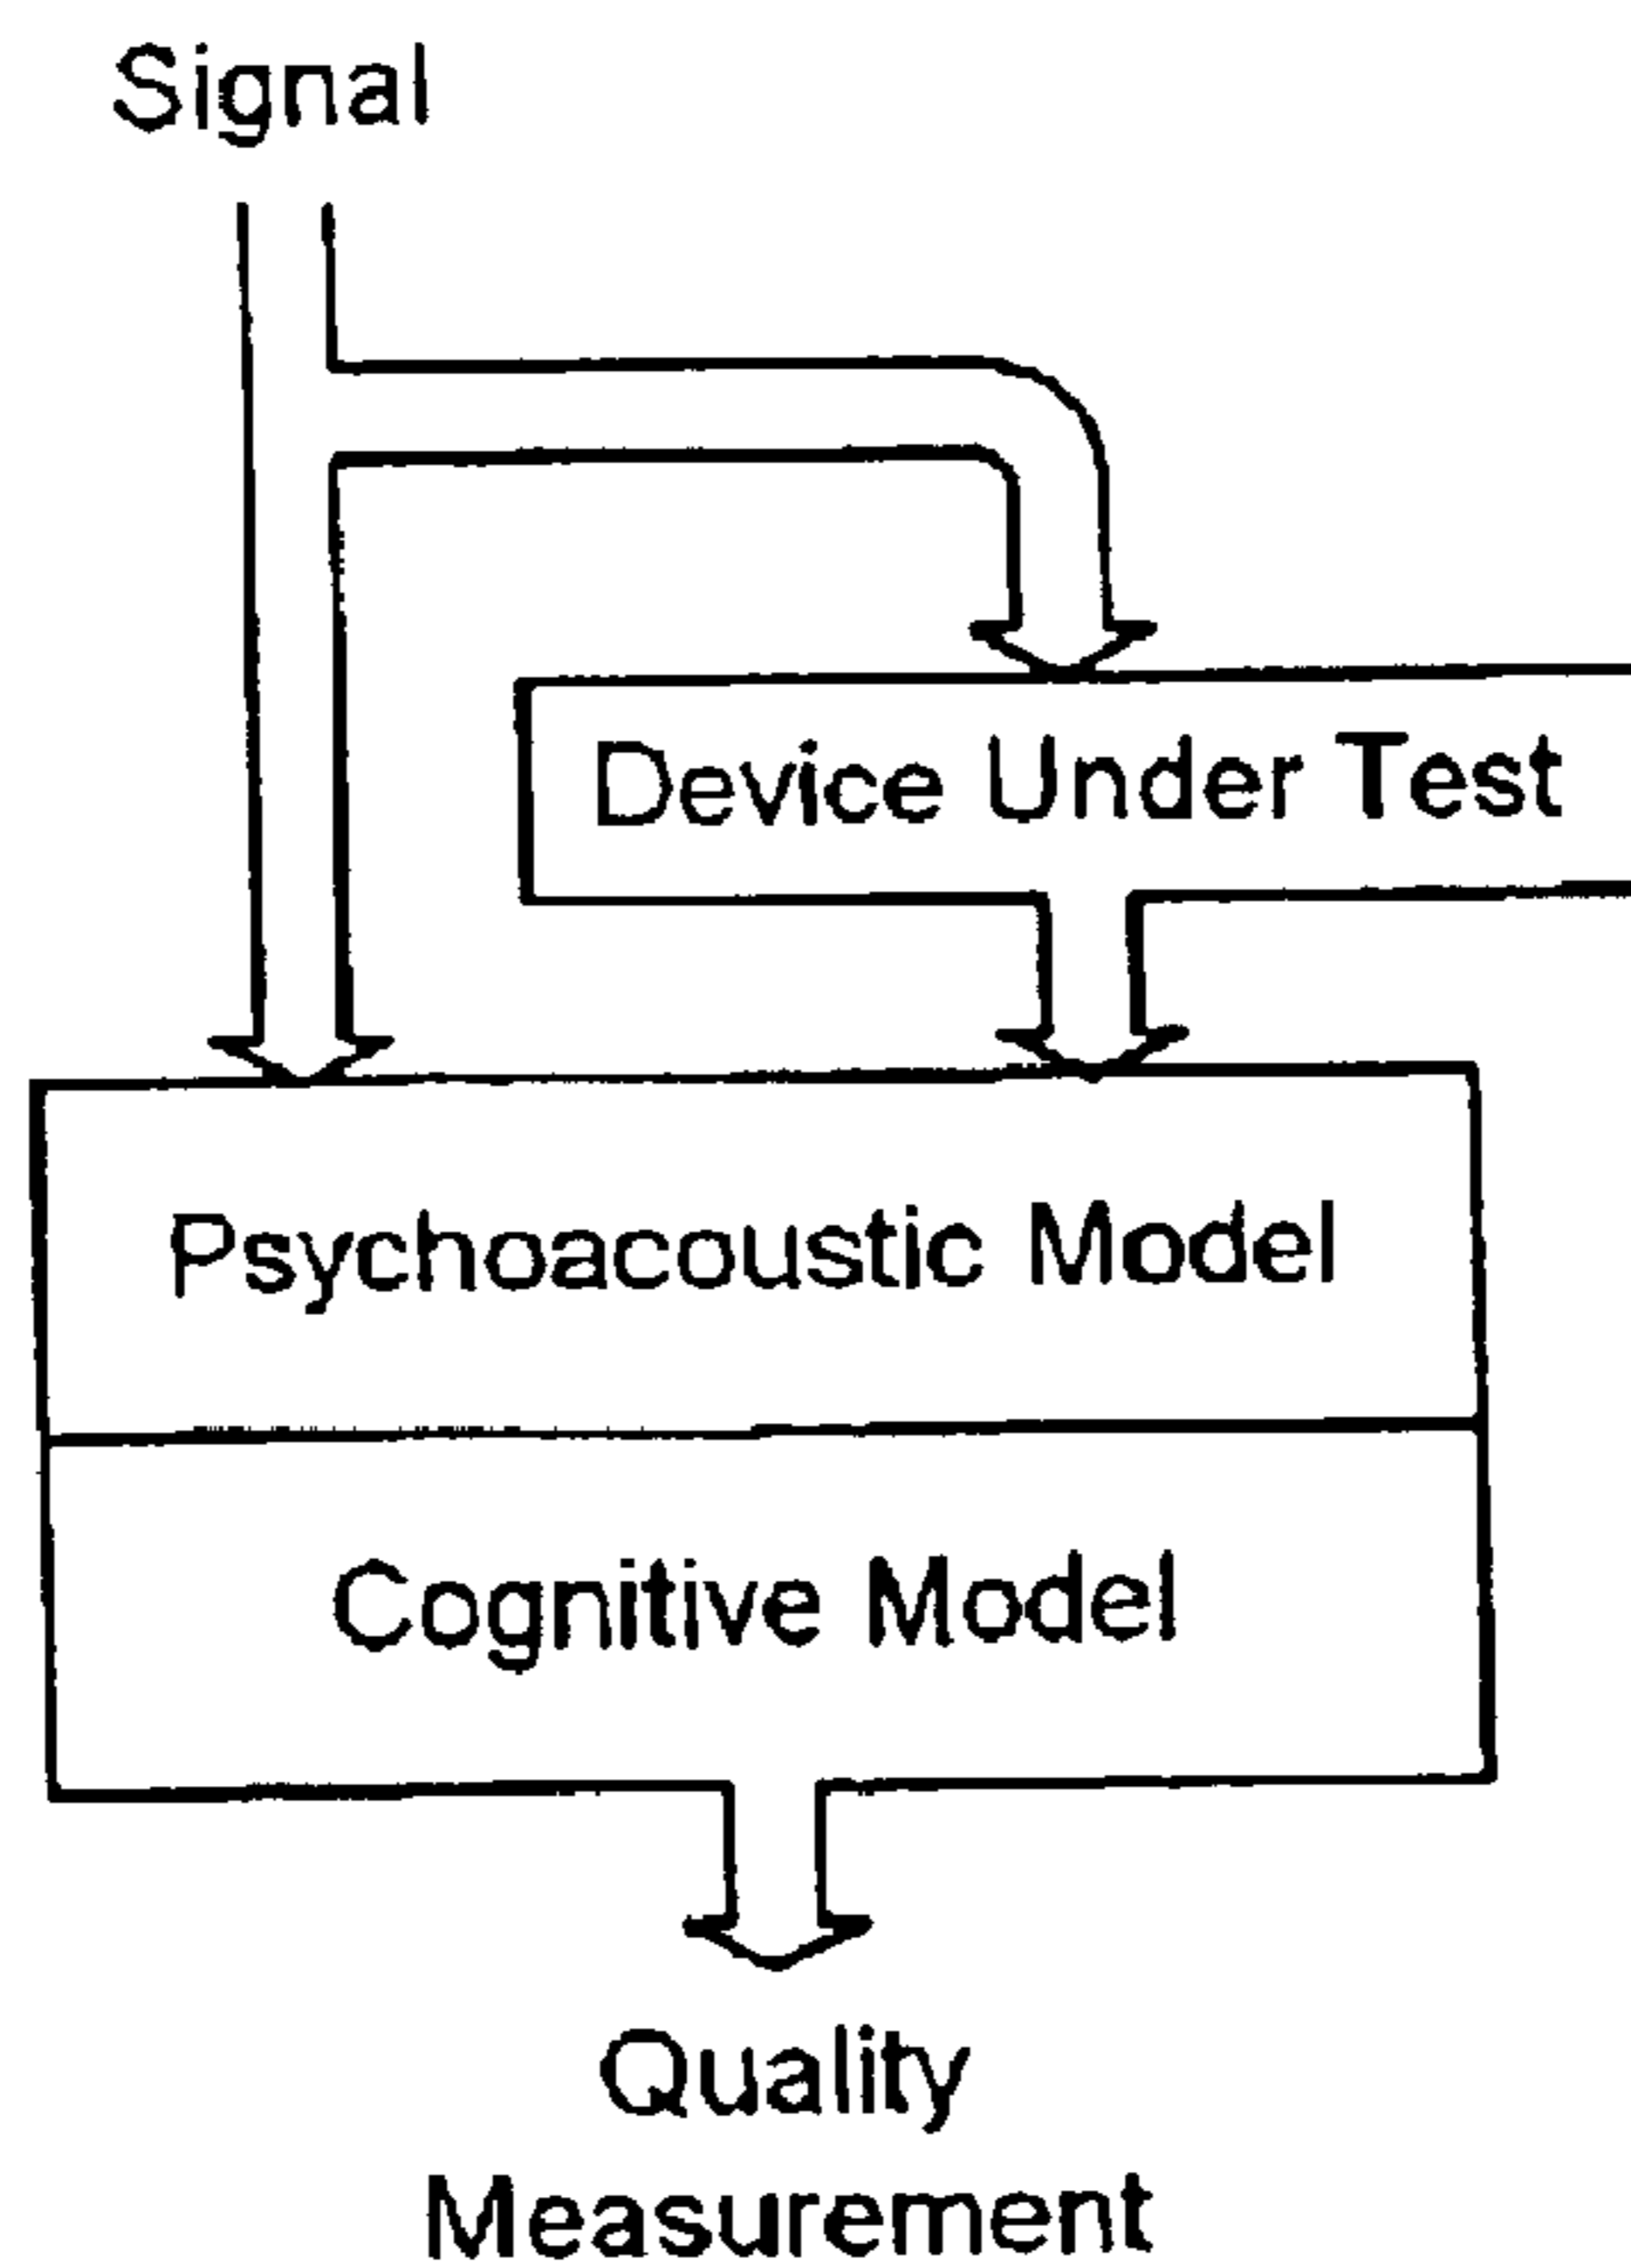 Signal
Device Under Test
Psychoacoustic Model
Cognitive Model
Quality
Measurement